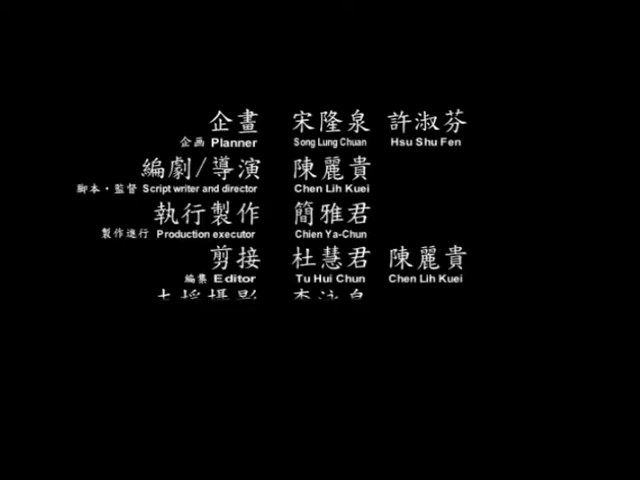 企畫 宋隆泉 許淑芬
企画 Planner Song Lung Chuan Hsu Shu Fen
編劇/導演 陳麗貴
脚本・監督 Script writer and director Chen Lih Kuei
執行製作 簡雅君
製作進行 Production executor Chien Ya-Chun
剪接 杜慧君 陳麗貴
編集 Editor Tu Hui Chun Chen Lih Kuei